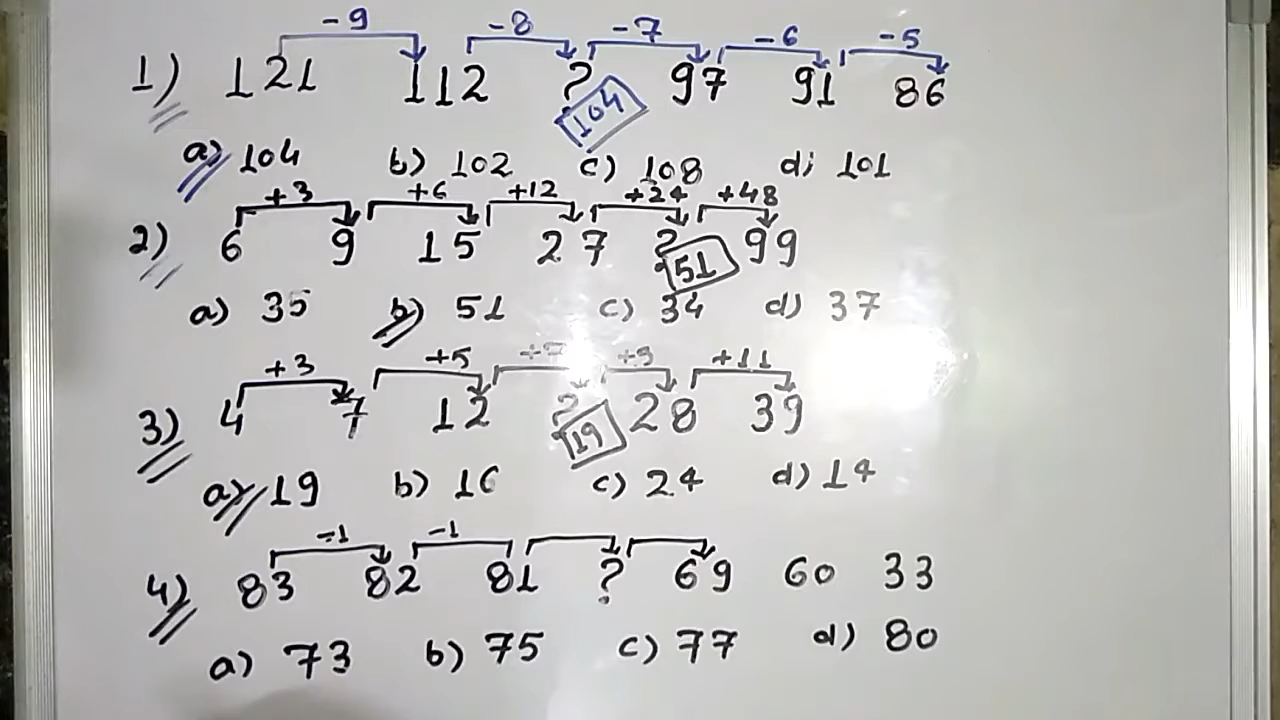 -9 -8 -7 -6 -5
1) 121 112 ? 97 91 86
104
a) 104 b) 102 c) 108 d) 101
+3 +6 +12 +24 +48
2) 6 9 15 27 ? 99
51
a) 35 b) 51 c) 34 d) 37
+3 +5 +7 +9 +11
3) 4 7 12 ? 28 39
19
a) 19 b) 16 c) 24 d) 14
-1 -1
4) 83 82 81 ? 69 60 33
a) 73 b) 75 c) 77 d) 80